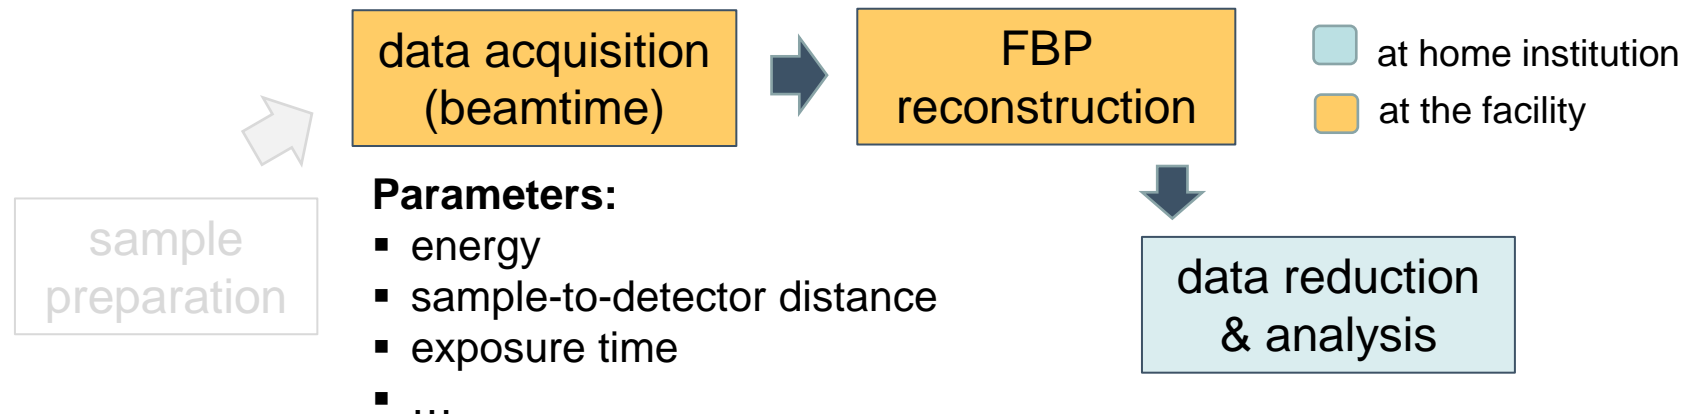 data acquisition
(beamtime)
FBP
reconstruction
at home institution
at the facility
sample
preparation
Parameters:
▪ energy
▪ sample-to-detector distance
▪ exposure time
▪ ...
data reduction
& analysis